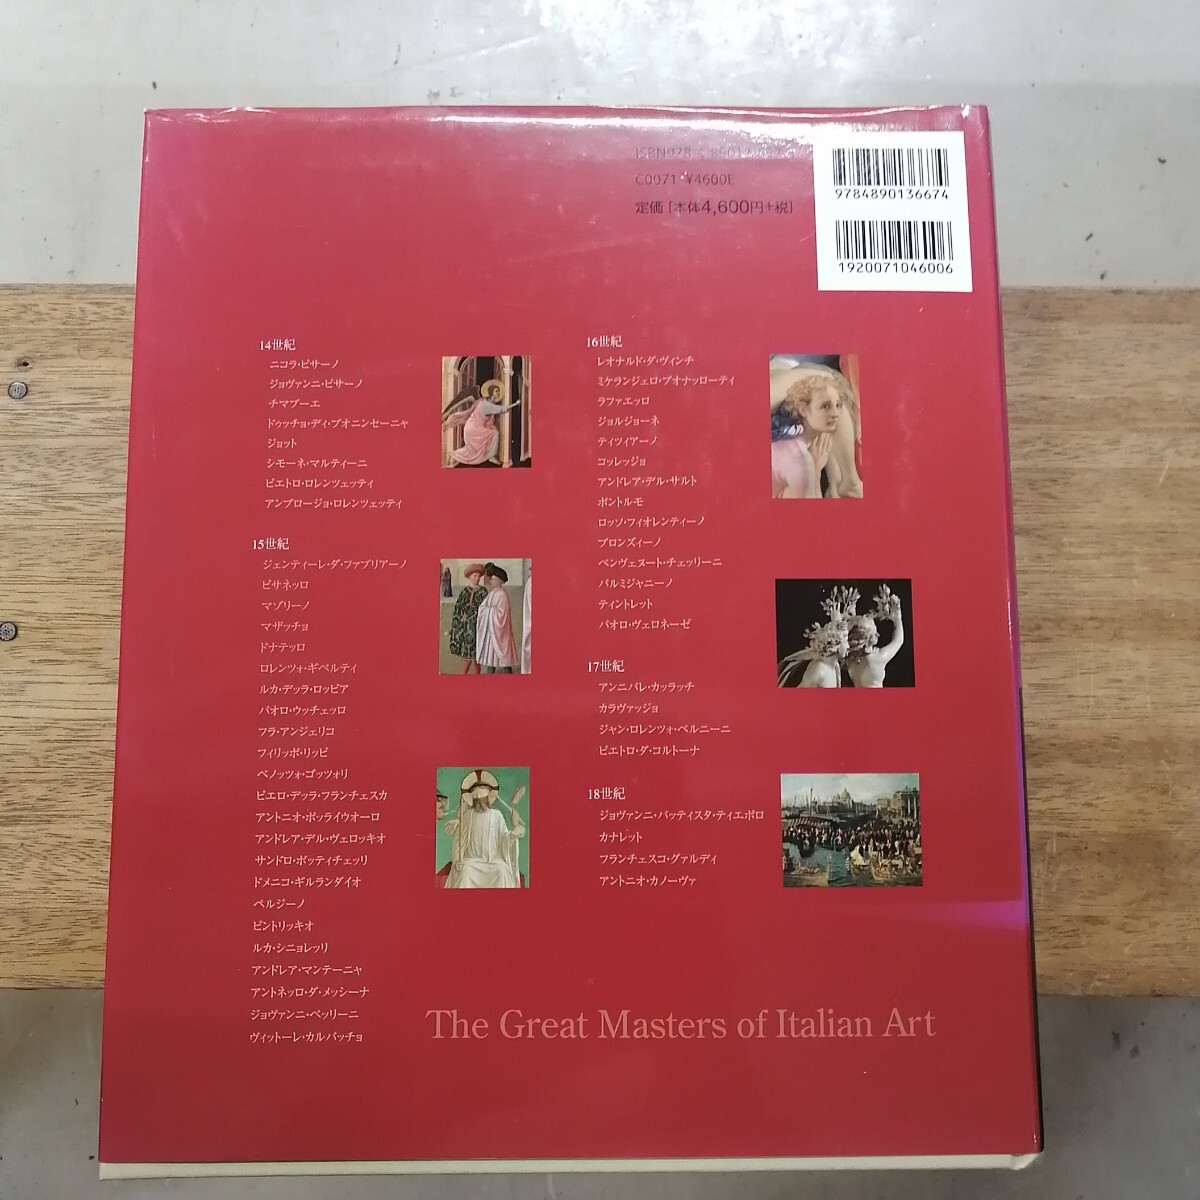 C0071 ¥4600E
定価 [本体4,600円+税]
9784890136674
1920071046006
14世紀
ニコラ・ピサーノ
ジョヴァンニ・ピサーノ
チマブーエ
ドゥッチョ・ディ・ブオニンセーニャ
ジョット
シモーネ・マルティーニ
ピエトロ・ロレンツェッティ
アンブロージョ・ロレンツェッティ
15世紀
ジェンティーレ・ダ・ファブリアーノ
ピサネッロ
マゾリーノ
マザッチョ
ドナテッロ
ロレンツォ・ギベルティ
ルカ・デッラ・ロッビア
パオロ・ウッチェッロ
フラ・アンジェリコ
フィリッポ・リッピ
ベノッツォ・ゴッツォリ
ピエロ・デッラ・フランチェスカ
アントニオ・ポッライウオーロ
アンドレア・デル・ヴェロッキオ
サンドロ・ボッティチェッリ
ドメニコ・ギルランダイオ
ペルジーノ
ピントリッキオ
ルカ・シニョレッリ
アンドレア・マンテーニャ
アントネッロ・ダ・メッシーナ
ジョヴァンニ・ベッリーニ
ヴィットーレ・カルパッチョ
16世紀
レオナルド・ダ・ヴィンチ
ミケランジェロ・ブオナッローティ
ラファエッロ
ジョルジョーネ
ティツィアーノ
コッレッジョ
アンドレア・デル・サルト
ポントルモ
ロッソ・フィオレンティーノ
ブロンズィーノ
ベンヴェヌート・チェッリーニ
パルミジャニーノ
ティントレット
パオロ・ヴェロネーゼ
17世紀
アンニバレ・カッラッチ
カラヴァッジョ
ジャン・ロレンツォ・ベルニーニ
ピエトロ・ダ・コルトーナ
18世紀
ジョヴァンニ・バッティスタ・ティエポロ
カナレット
フランチェスコ・グァルディ
アントニオ・カノーヴァ
The Great Masters of Italian Art